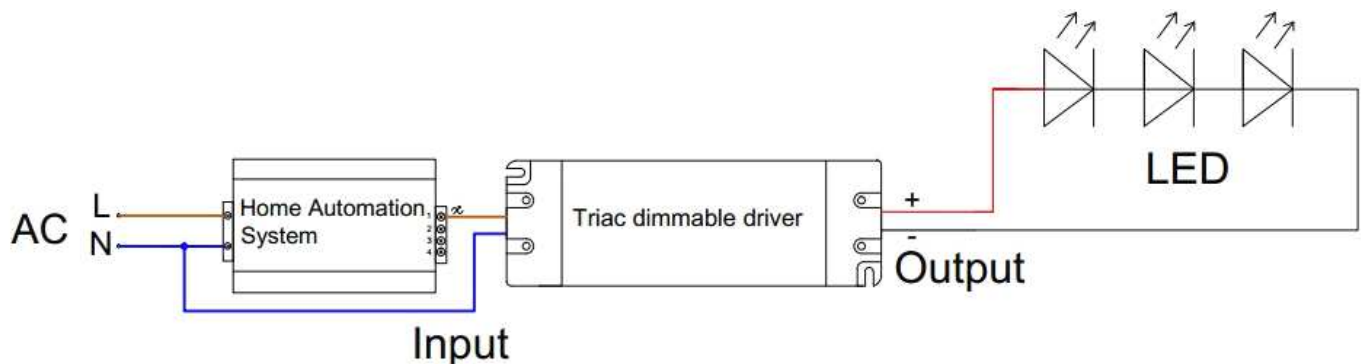 AC
L
N
Home Automation
System
1
2
3
4
Input
Triac dimmable driver
+
-
Output
LED